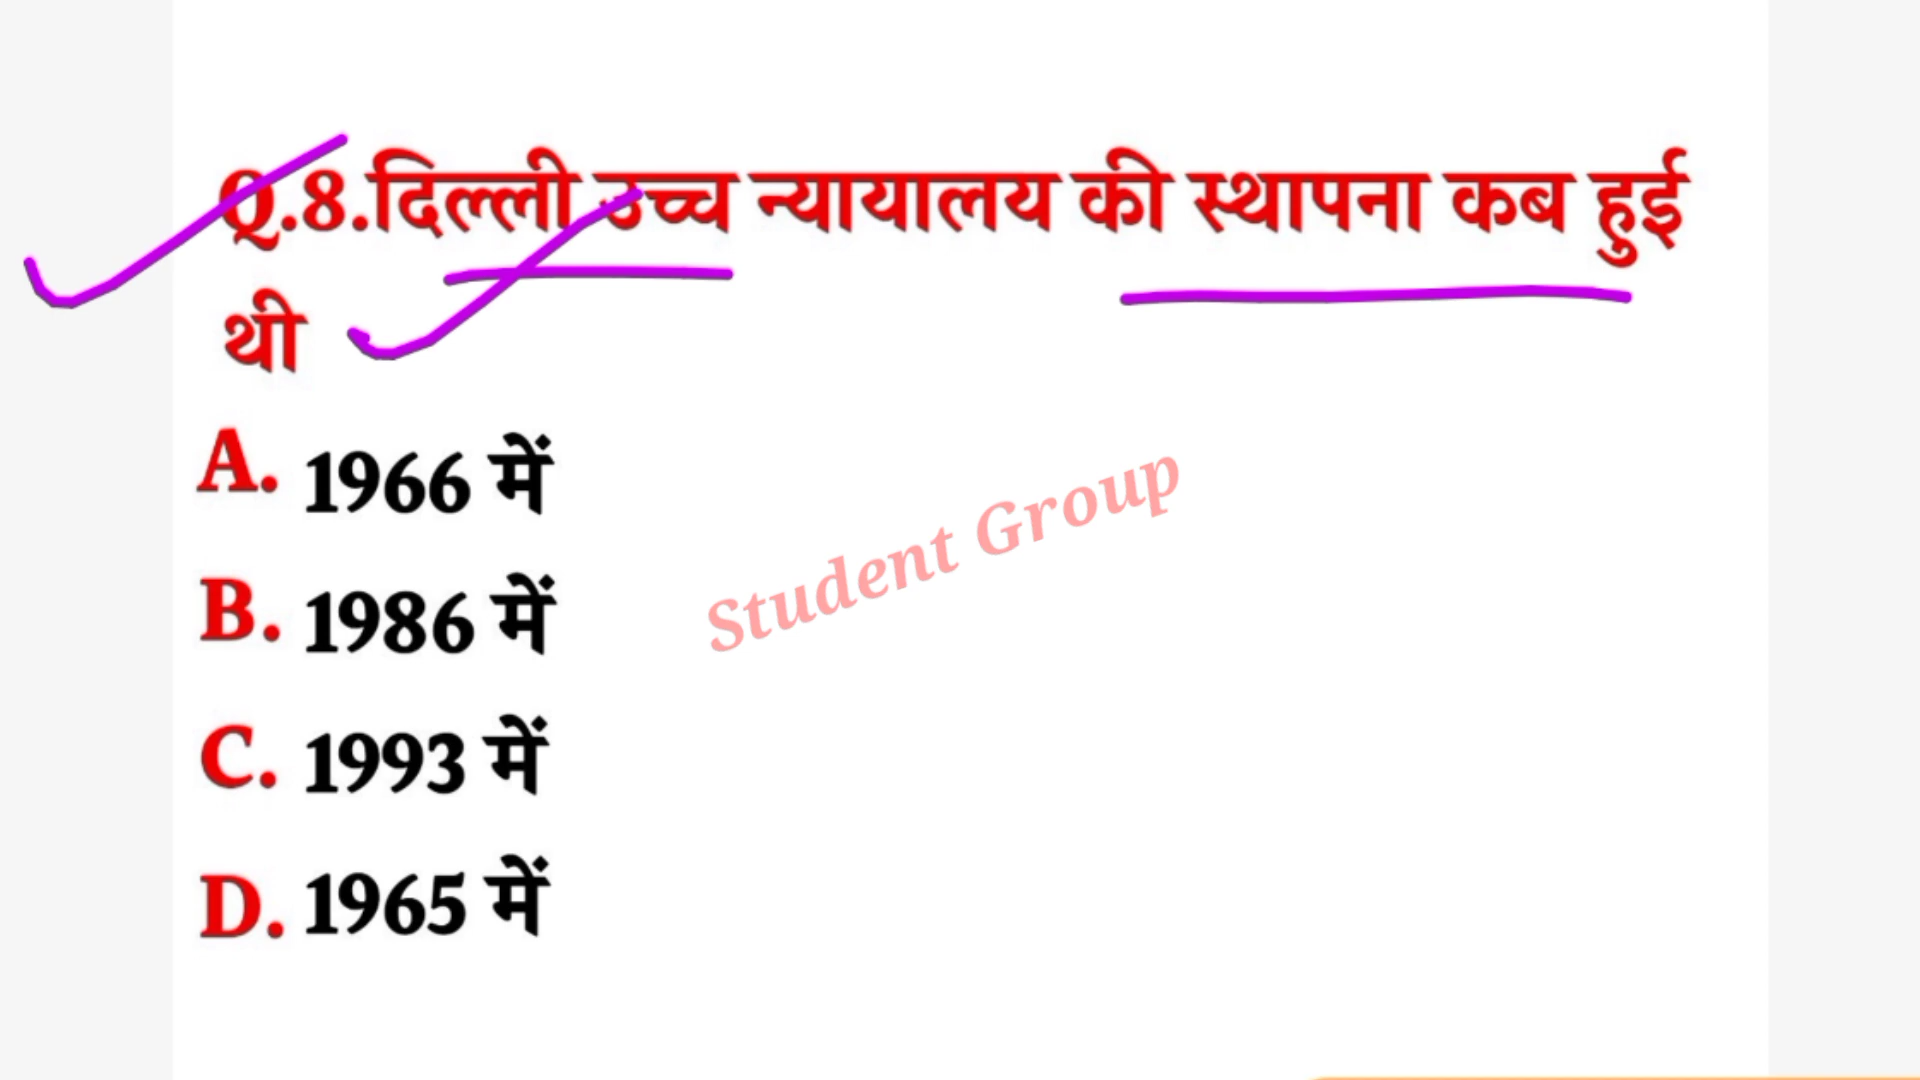 Q.8.दिल्ली उच्च न्यायालय की स्थापना कब हुई
थी
A. 1966 में
B. 1986 में
C. 1993 में
D. 1965 में
Student Group